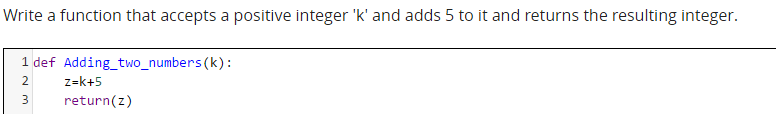 Write a function that accepts a positive integer 'k' and adds 5 to it and returns the resulting integer.
1 def Adding_two_numbers(k):
2     z=k+5
3     return(z)